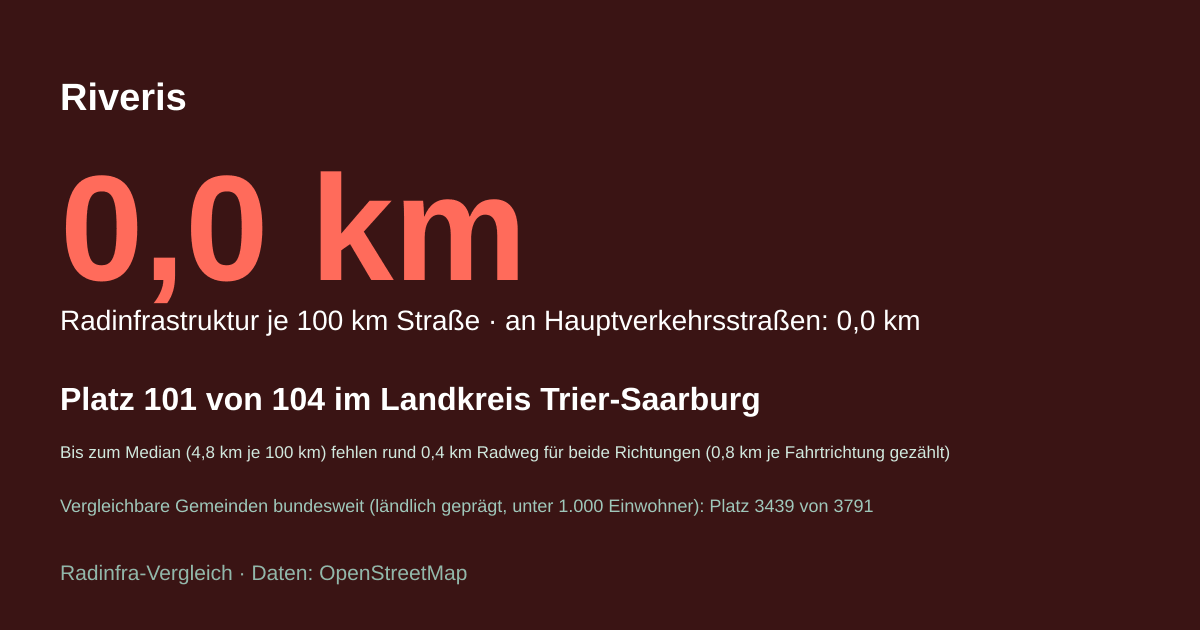 Riveris
0,0 km
Radinfrastruktur je 100 km Straße · an Hauptverkehrsstraßen: 0,0 km
Platz 101 von 104 im Landkreis Trier-Saarburg
Bis zum Median (4,8 km je 100 km) fehlen rund 0,4 km Radweg für beide Richtungen (0,8 km je Fahrtrichtung gezählt)
Vergleichbare Gemeinden bundesweit (ländlich geprägt, unter 1.000 Einwohner): Platz 3439 von 3791
Radinfra-Vergleich · Daten: OpenStreetMap